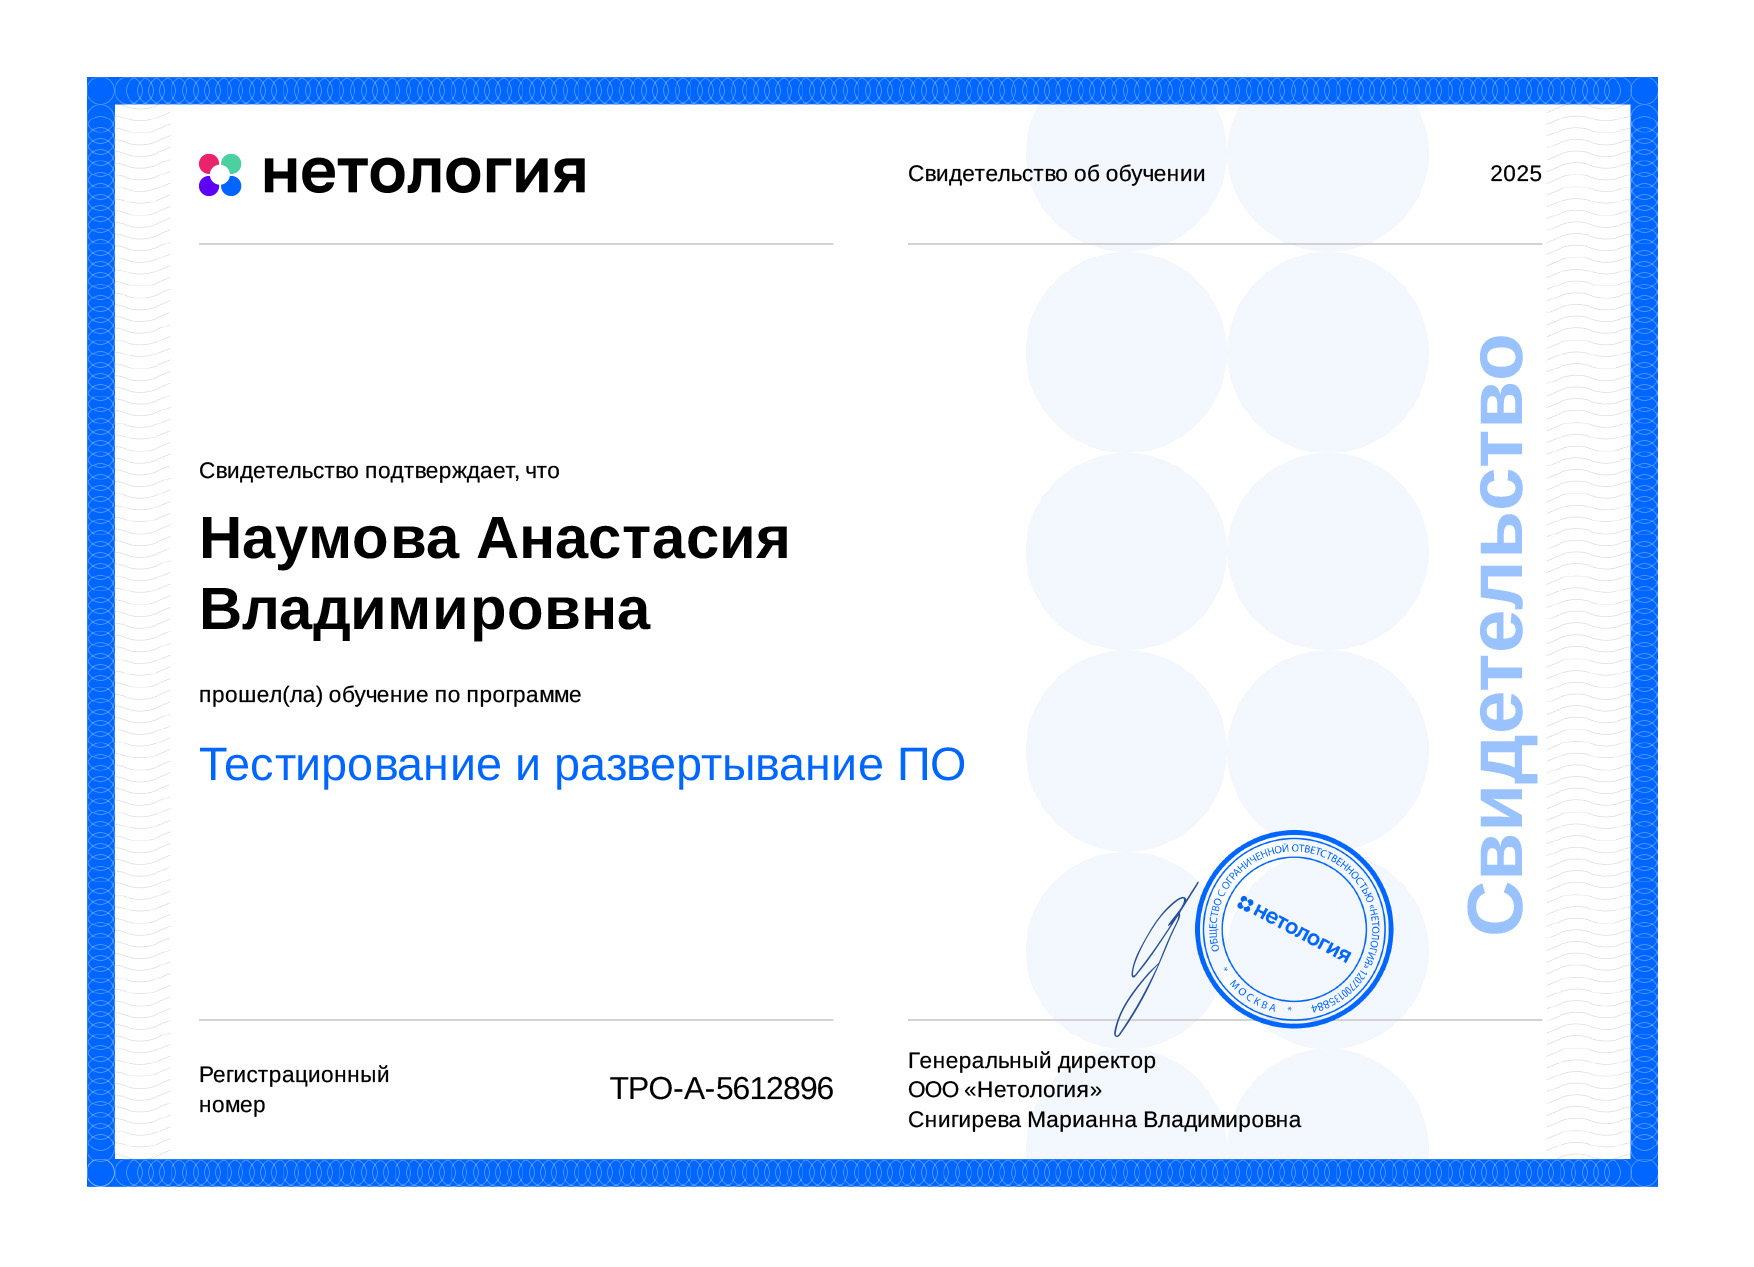 нетология
Свидетельство об обучении
2025
Свидетельство подтверждает, что
Наумова Анастасия
Владимировна
прошел(ла) обучение по программе
Тестирование и развертывание ПО
Свидетельство
ОБЩЕСТВО С ОГРАНИЧЕННОЙ ОТВЕТСТВЕННОСТЬЮ «НЕТОЛОГИЯ» 1207700135884
* МОСКВА *
нетология
Регистрационный
номер
ТРО-А-5612896
Генеральный директор
ООО «Нетология»
Снигирева Марианна Владимировна